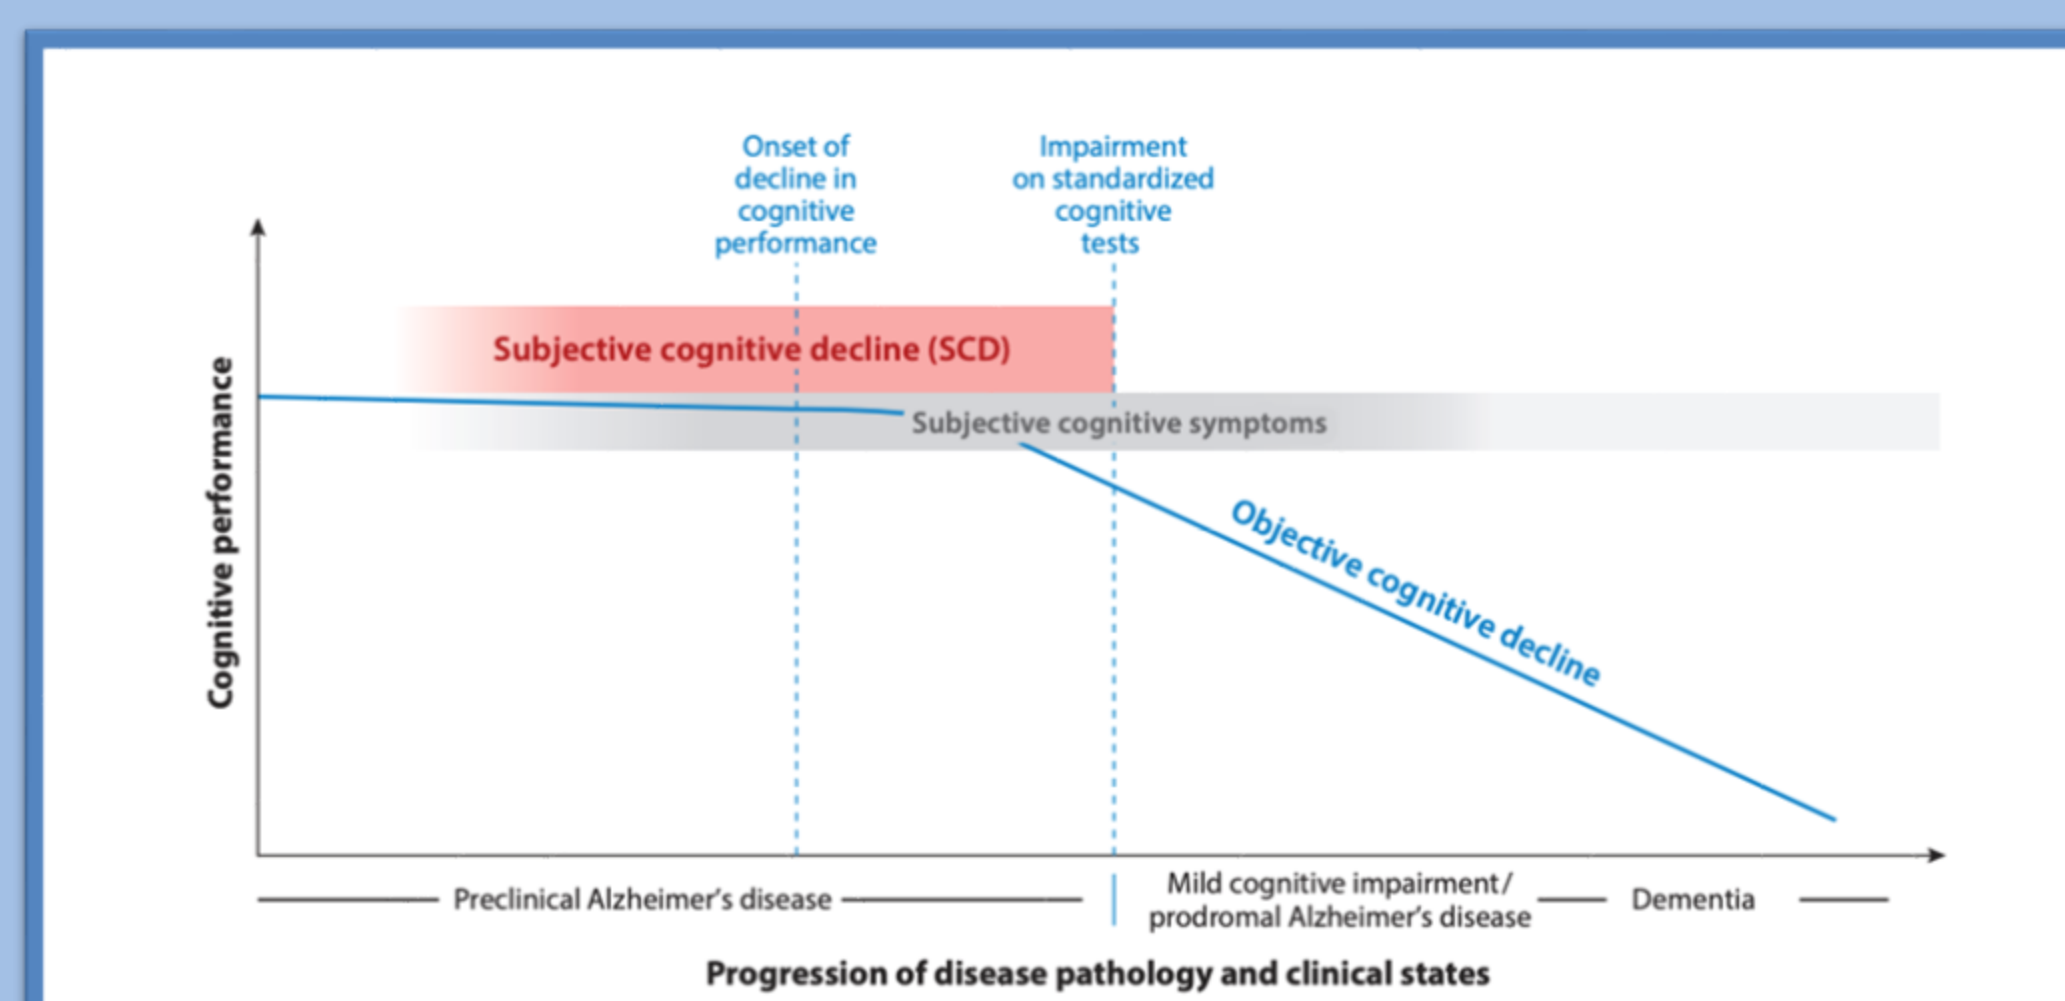 Onset of
decline in
cognitive
performance
Impairment
on standardized
cognitive
tests
Subjective cognitive decline (SCD)
Subjective cognitive symptoms
Objective cognitive decline
Cognitive performance
Preclinical Alzheimer’s disease
Mild cognitive impairment/
prodromal Alzheimer’s disease
Dementia
Progression of disease pathology and clinical states